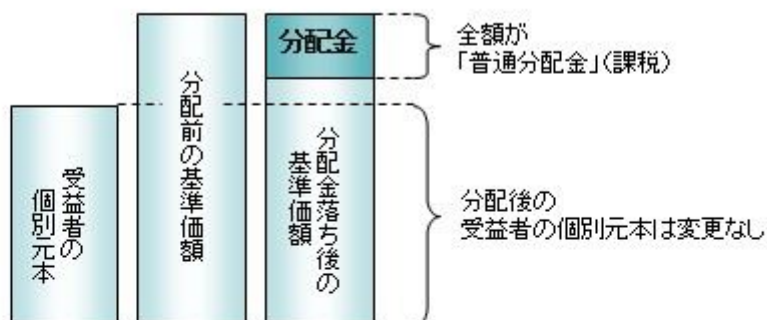 受益者の
個別元本
分配前の基準価額
分配金
分配金落ち後の
基準価額
全額が
「普通分配金」(課税)
分配後の
受益者の個別元本は変更なし